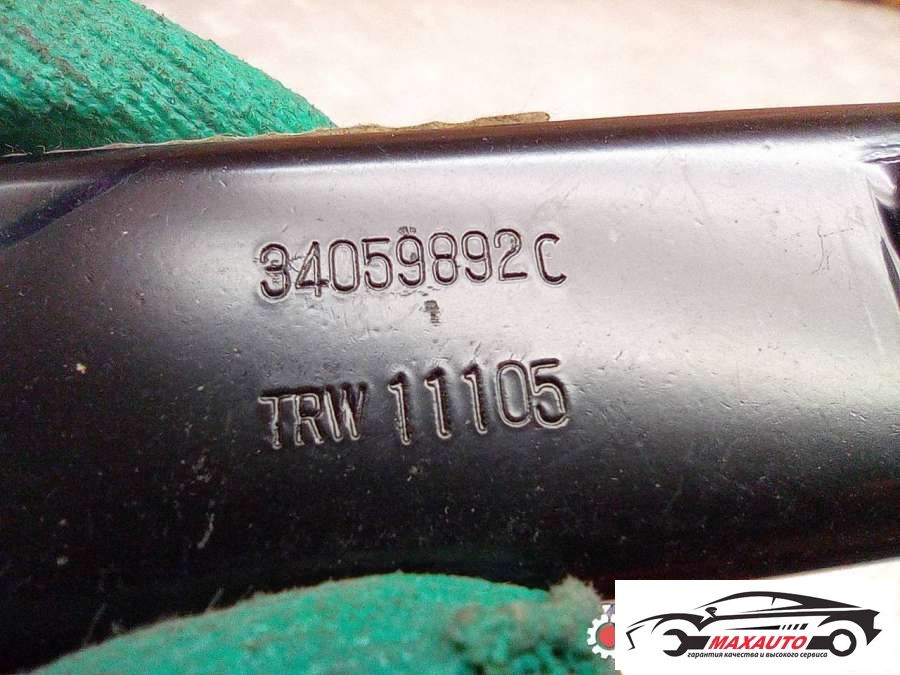 34059892C
TRW 11105
MAXAUTO
гарантия качества и высокого сервиса